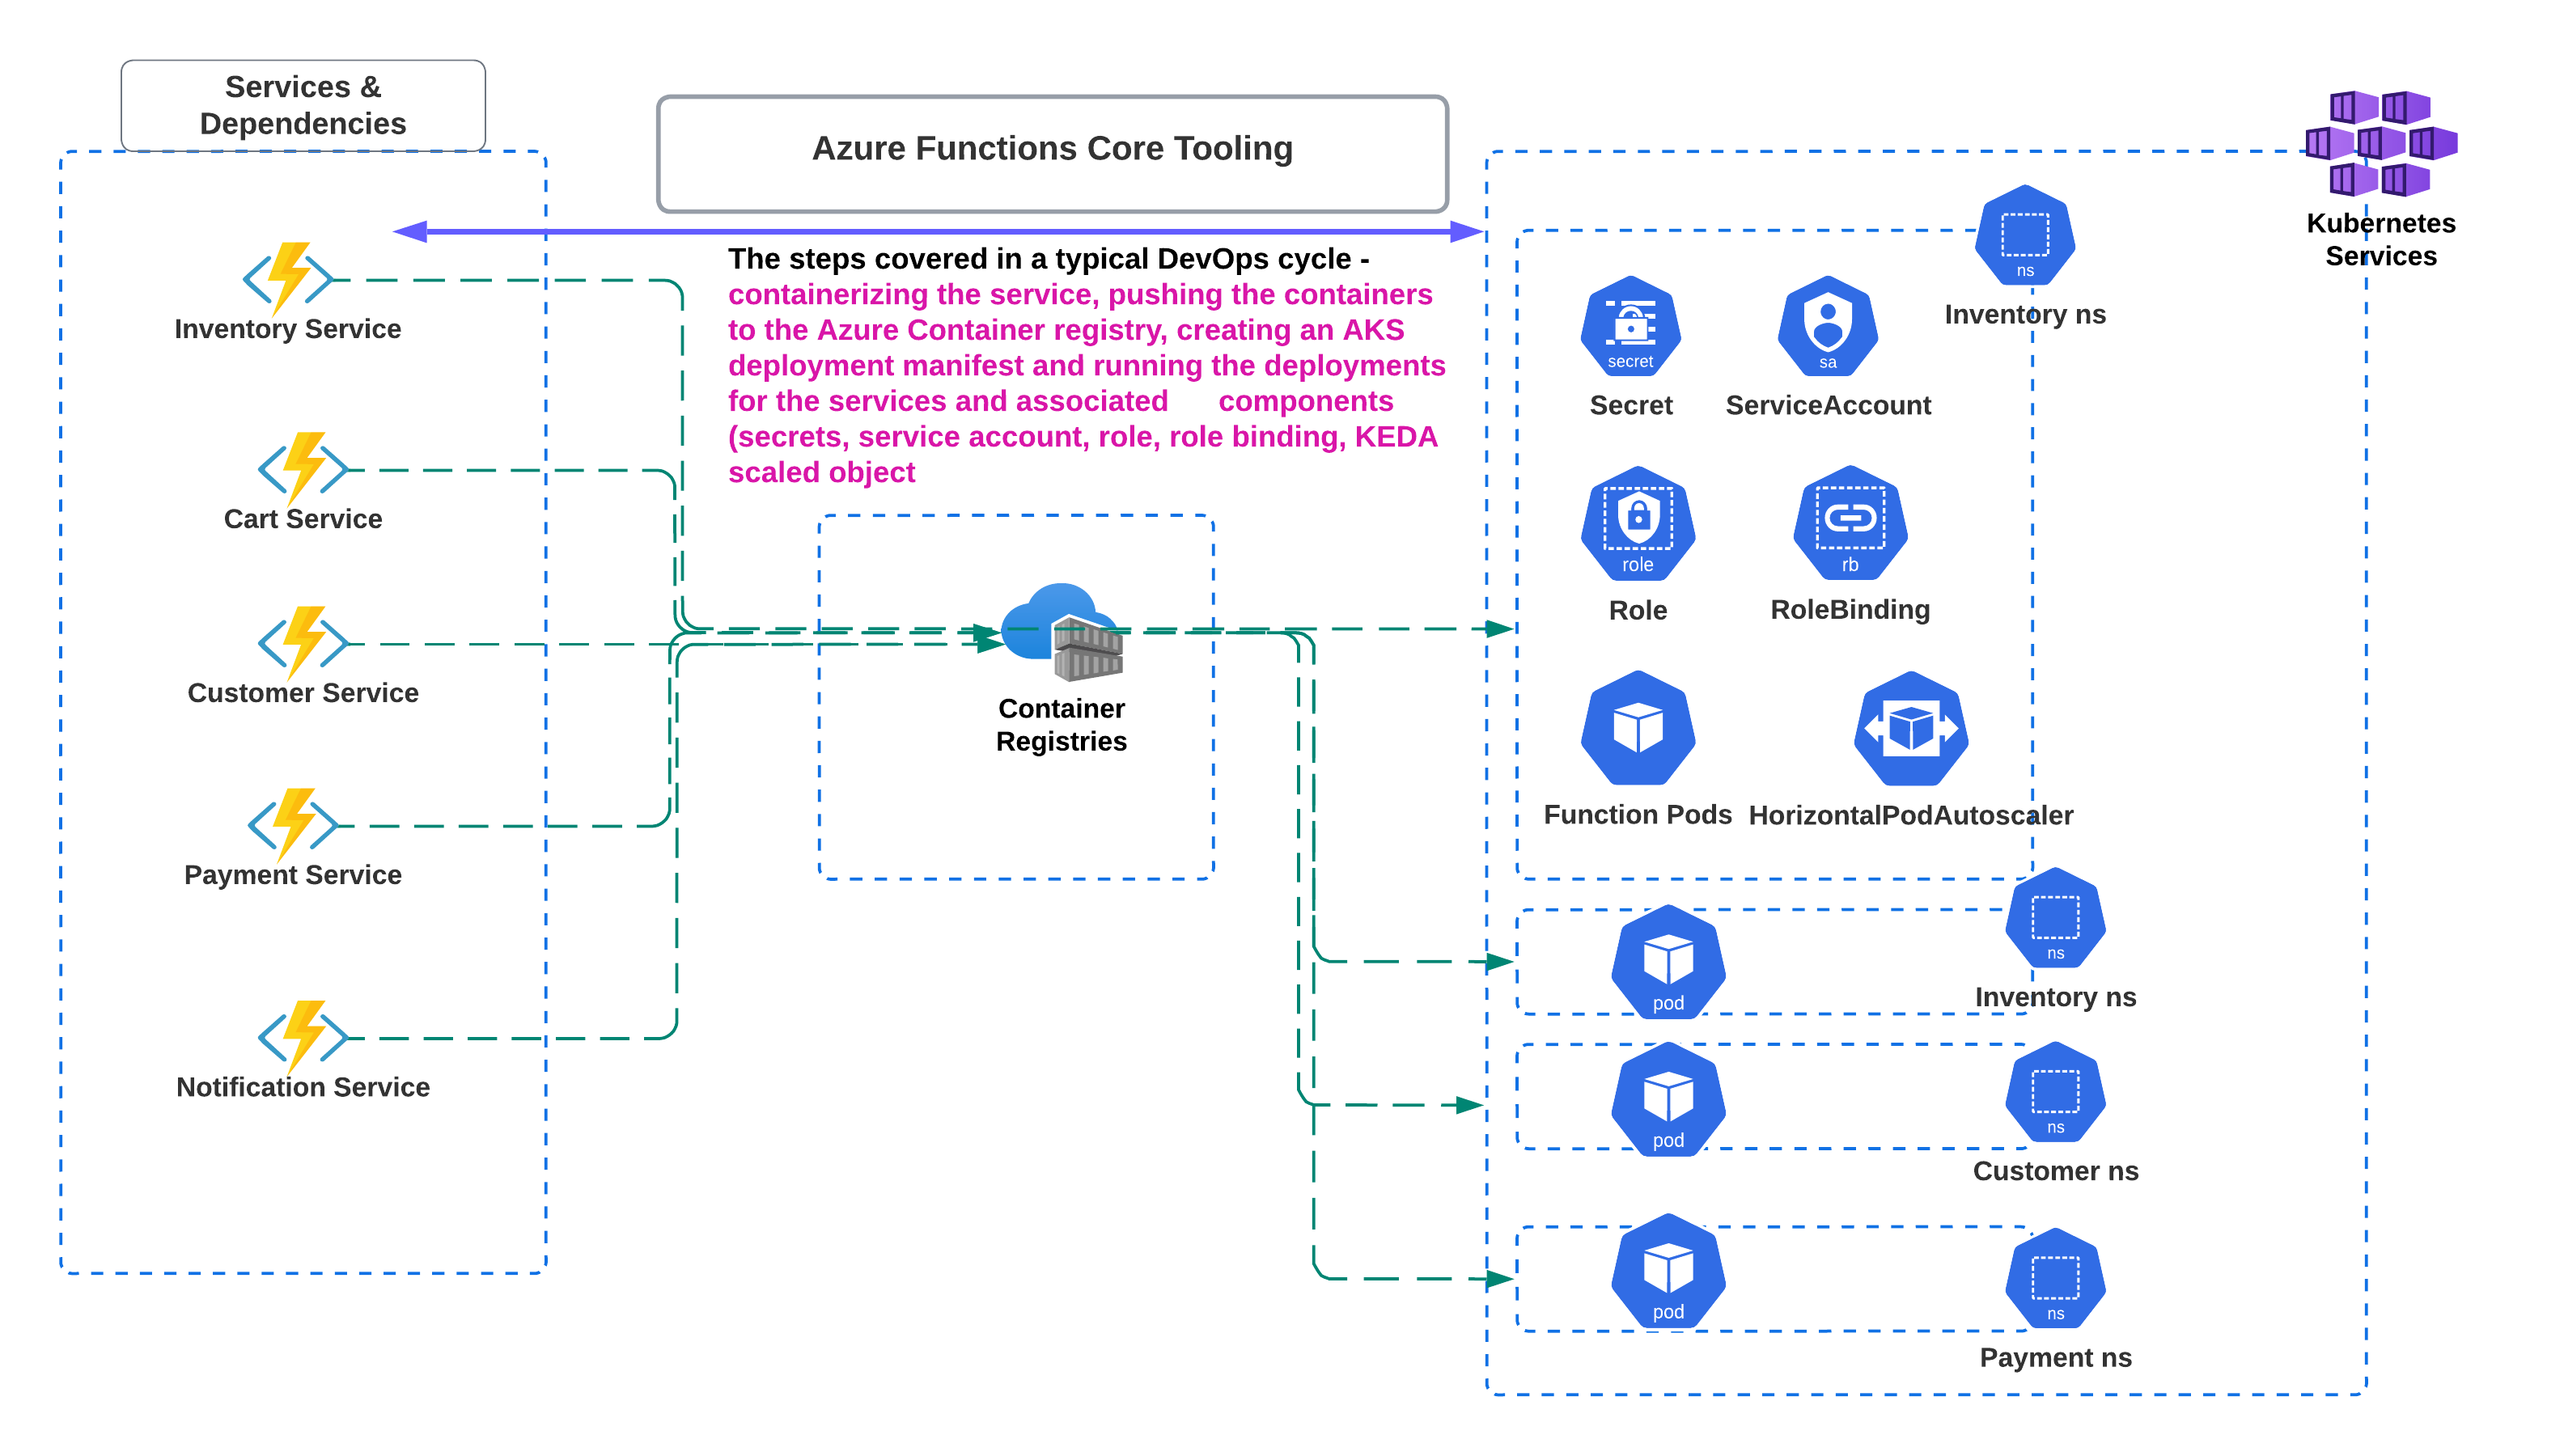 Services &
Dependencies
Azure Functions Core Tooling
Kubernetes
Services
The steps covered in a typical DevOps cycle -
containerizing the service, pushing the containers
to the Azure Container registry, creating an AKS
deployment manifest and running the deployments
for the services and associated components
(secrets, service account, role, role binding, KEDA
scaled object
Inventory Service
Cart Service
Customer Service
Payment Service
Notification Service
Container
Registries
ns
Inventory ns
secret
Secret
sa
ServiceAccount
role
Role
rb
RoleBinding
Function Pods
HorizontalPodAutoscaler
pod
ns
Inventory ns
pod
ns
Customer ns
pod
ns
Payment ns